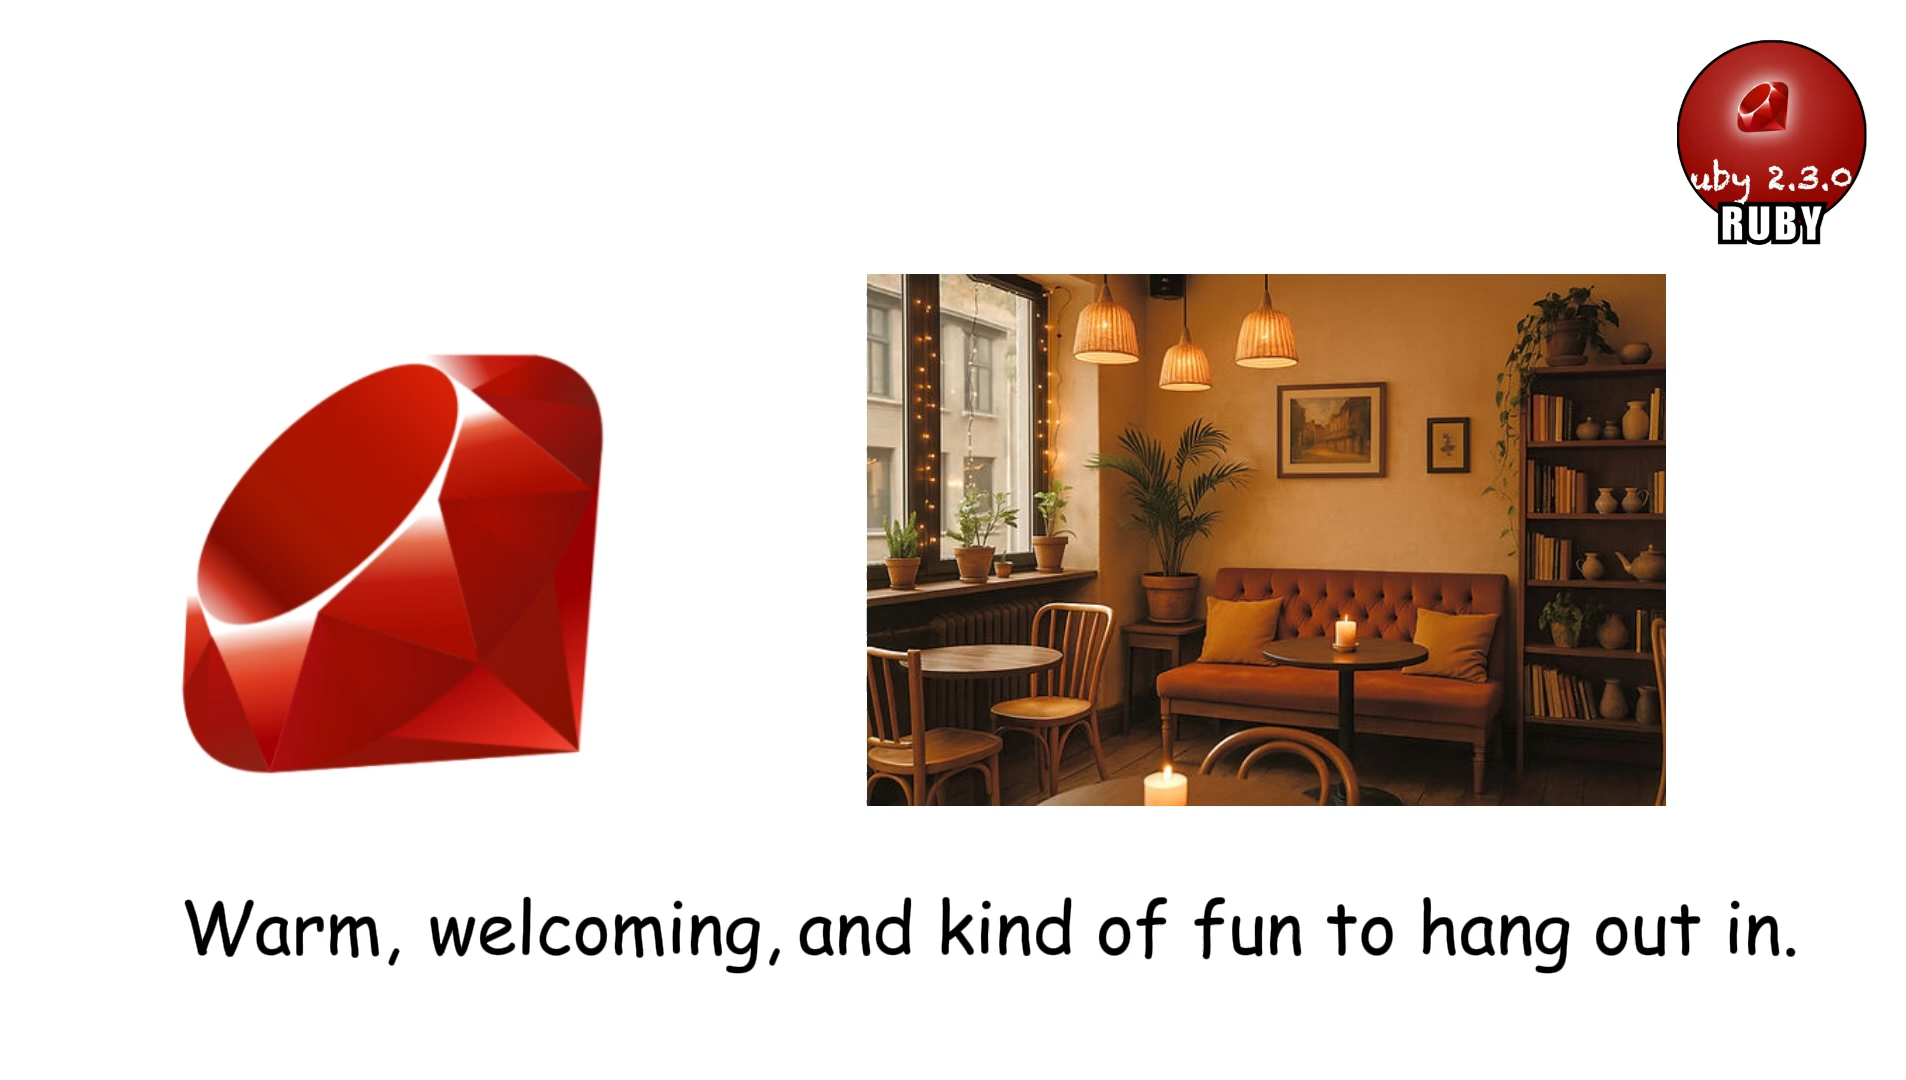 uby 2.3.0
RUBY
Warm, welcoming, and kind of fun to hang out in.